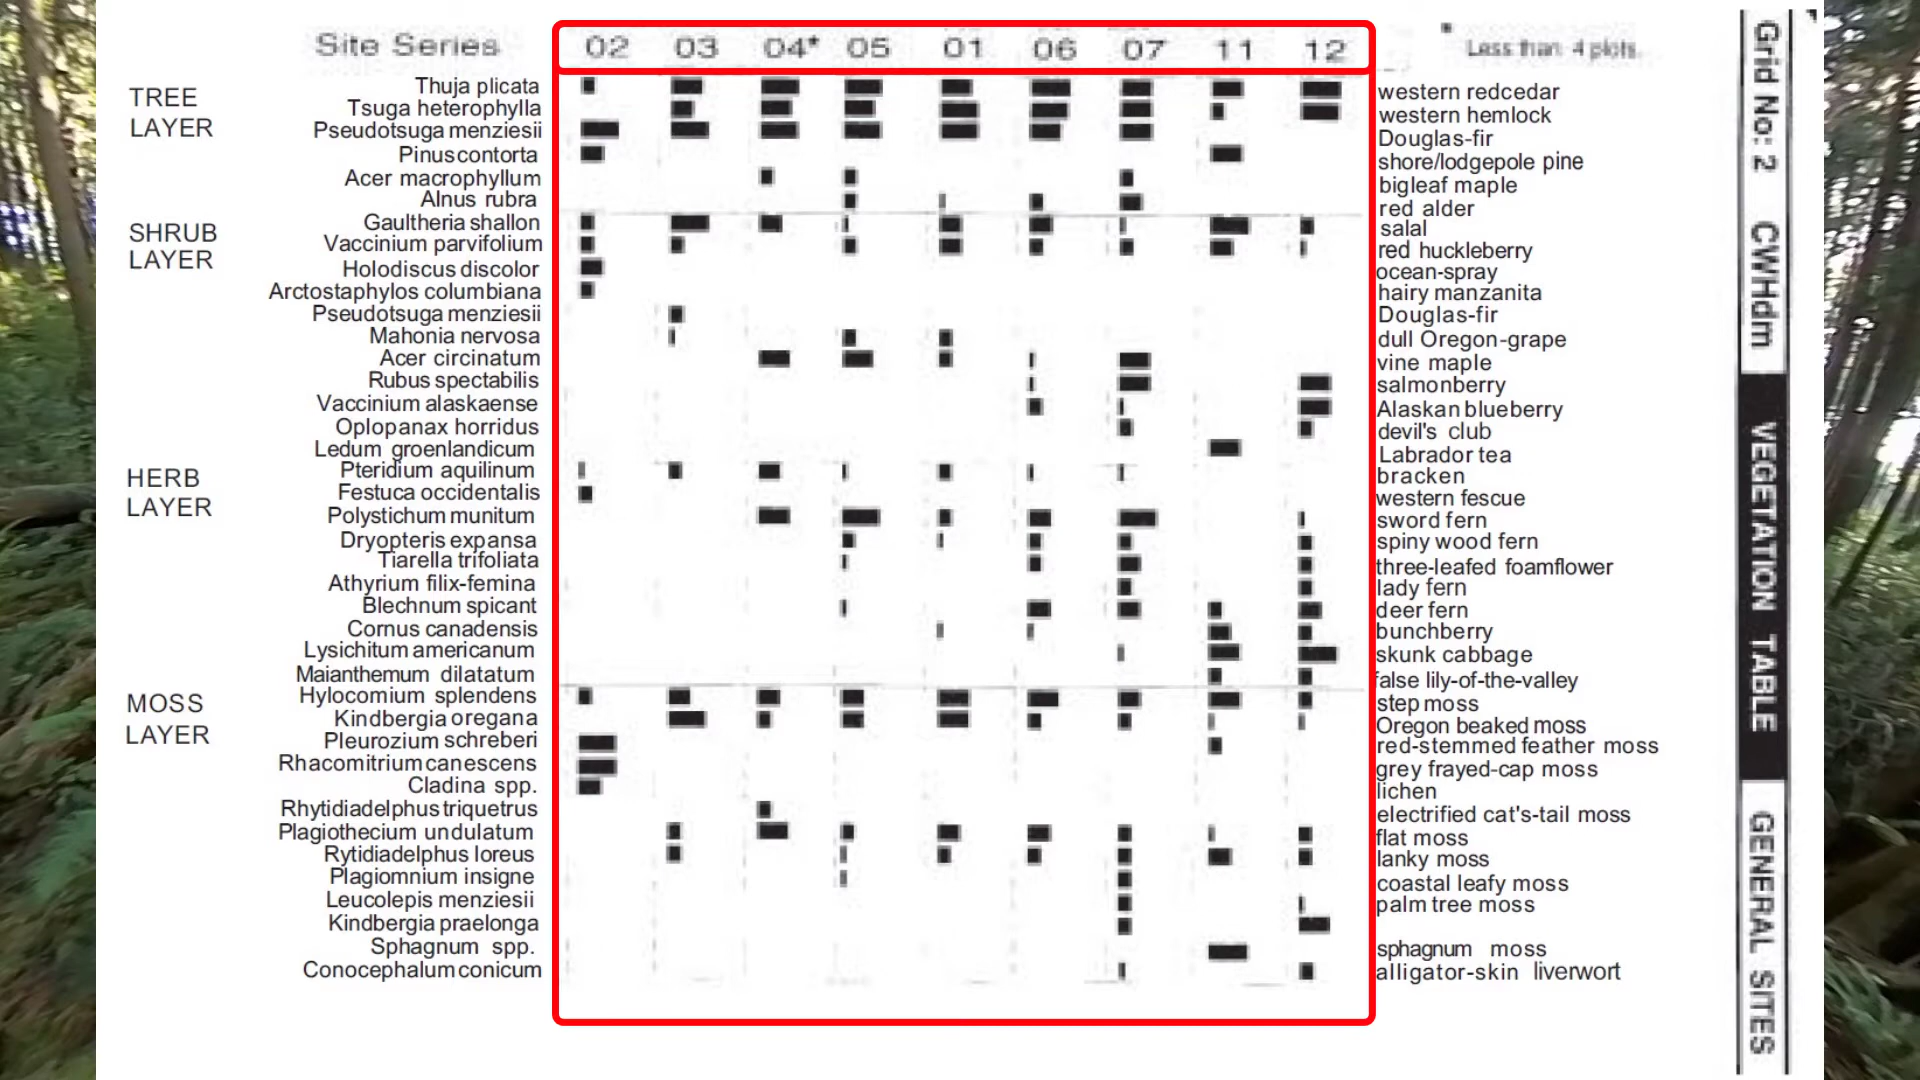 Site Series 02 03 04* 05 01 06 07 11 12 * Less than 4 plots.
TREE LAYER
Thuja plicata western redcedar
Tsuga heterophylla western hemlock
Pseudotsuga menziesii Douglas-fir
Pinus contorta shore/lodgepole pine
Acer macrophyllum bigleaf maple
Alnus rubra red alder
SHRUB LAYER
Gaultheria shallon salal
Vaccinium parvifolium red huckleberry
Holodiscus discolor ocean-spray
Arctostaphylos columbiana hairy manzanita
Pseudotsuga menziesii Douglas-fir
Mahonia nervosa dull Oregon-grape
Acer circinatum vine maple
Rubus spectabilis salmonberry
Vaccinium alaskaense Alaskan blueberry
Oplopanax horridus devil's club
Ledum groenlandicum Labrador tea
HERB LAYER
Pteridium aquilinum bracken
Festuca occidentalis western fescue
Polystichum munitum sword fern
Dryopteris expansa spiny wood fern
Tiarella trifoliata three-leafed foamflower
Athyrium filix-femina lady fern
Blechnum spicant deer fern
Cornus canadensis bunchberry
Lysichitum americanum skunk cabbage
Maianthemum dilatatum false lily-of-the-valley
MOSS LAYER
Hylocomium splendens step moss
Kindbergia oregana Oregon beaked moss
Pleurozium schreberi red-stemmed feather moss
Rhacomitrium canescens grey frayed-cap moss
Cladina spp. lichen
Rhytidiadelphus triquetrus electrified cat's-tail moss
Plagiothecium undulatum flat moss
Rytidiadelphus loreus lanky moss
Plagiomnium insigne coastal leafy moss
Leucolepis menziesii palm tree moss
Kindbergia praelonga
Sphagnum spp. sphagnum moss
Conocephalum conicum alligator-skin liverwort
Grid No: 2 CWHdm
VEGETATION TABLE
GENERAL SITES